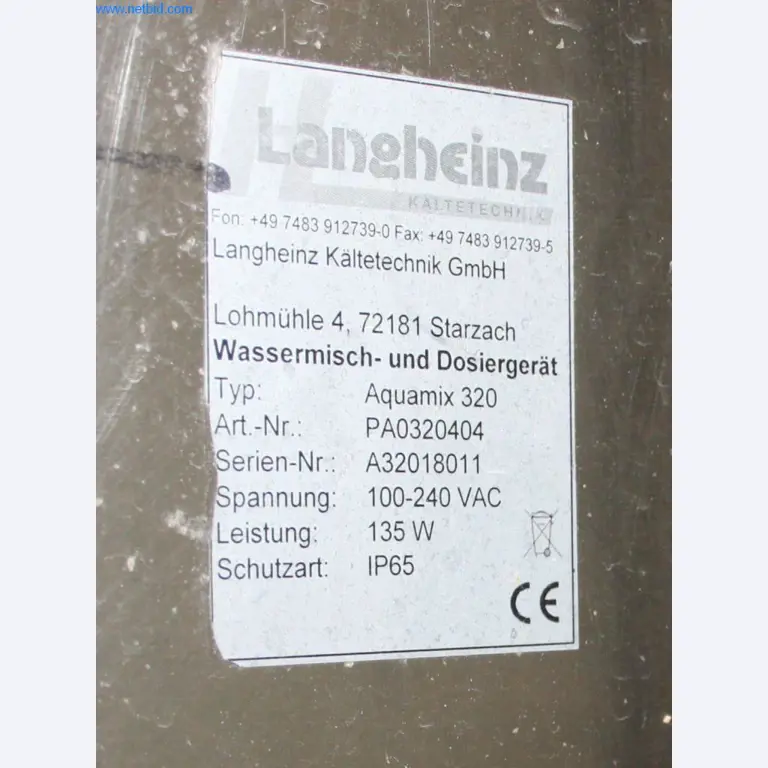 www.netbid.com
Langheinz
KÄLTETECHNIK
Fon: +49 7483 912739-0 Fax: +49 7483 912739-5
Langheinz Kältetechnik GmbH
Lohmühle 4, 72181 Starzach
Wassermisch- und Dosiergerät
Typ: Aquamix 320
Art.-Nr.: PA0320404
Serien-Nr.: A32018011
Spannung: 100-240 VAC
Leistung: 135 W
Schutzart: IP65
CE